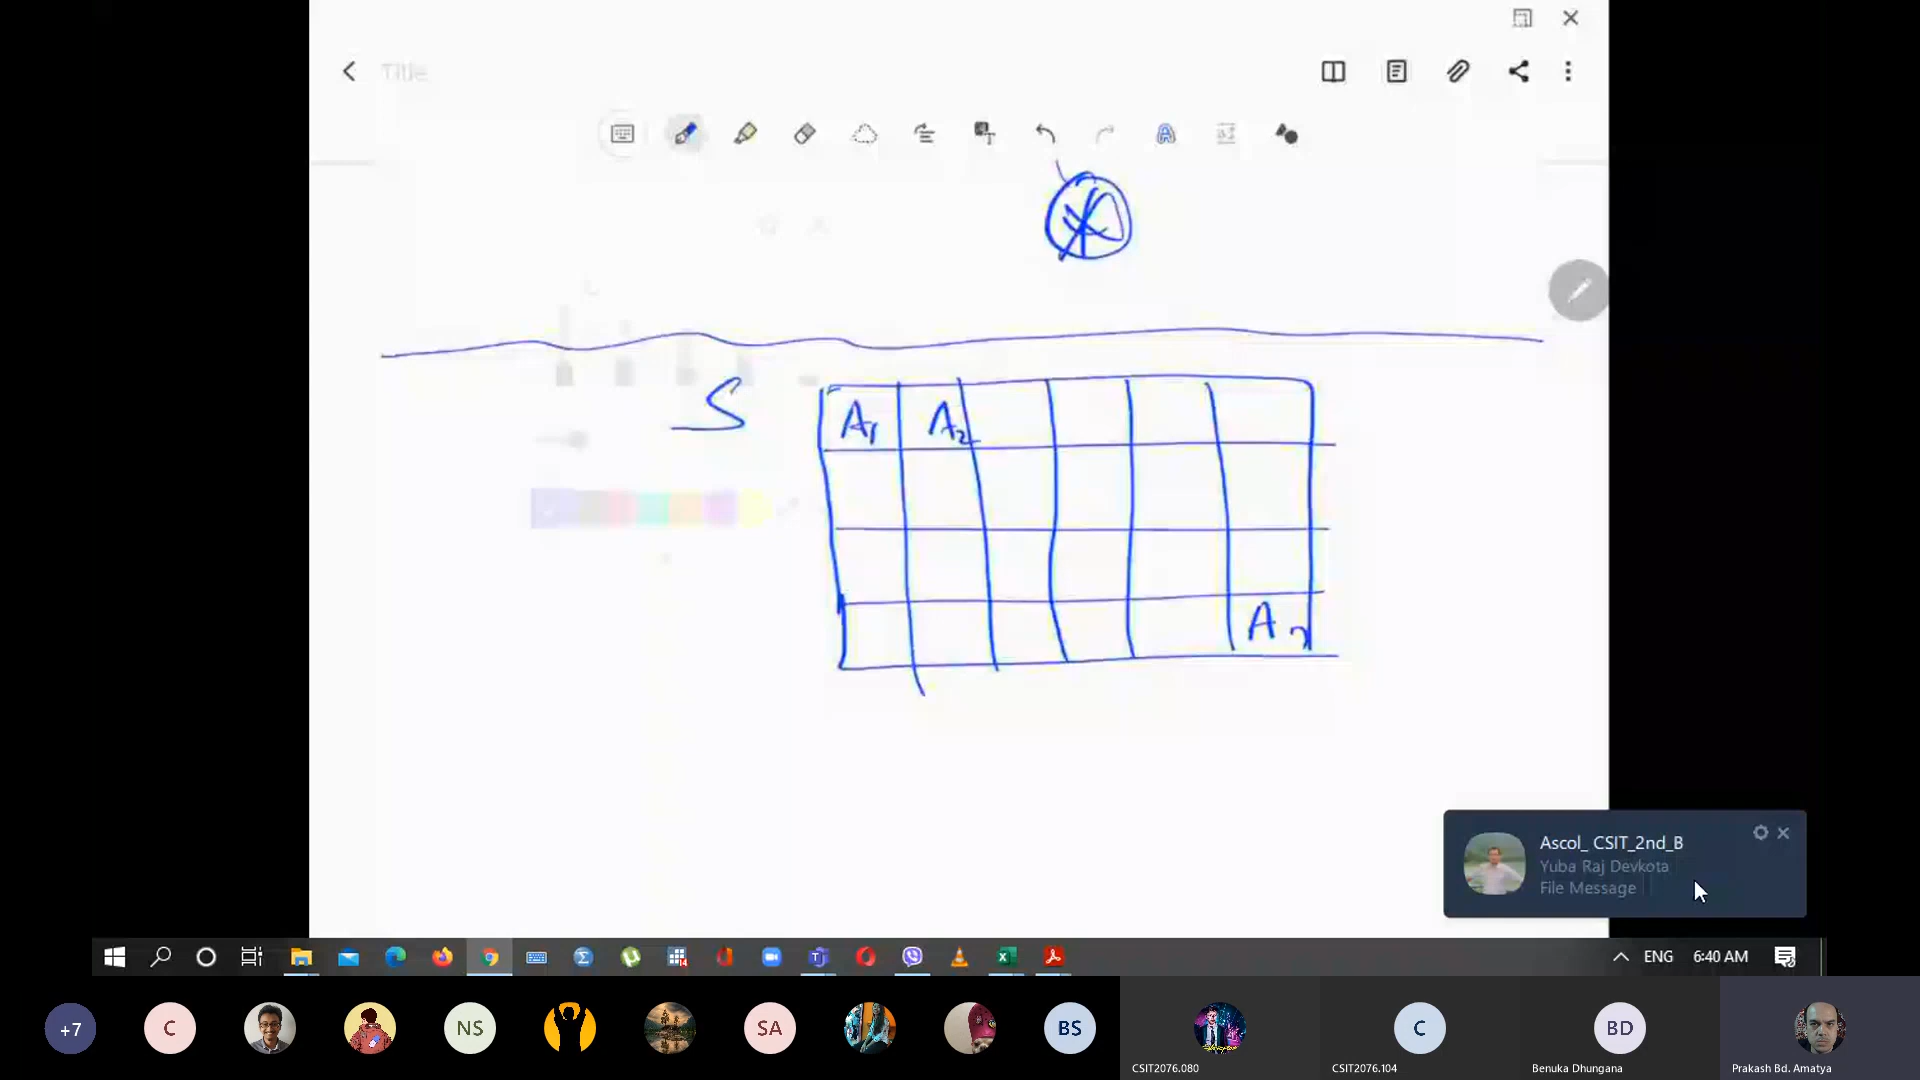 Title
S
A1 A2
An
Ascol_ CSIT_2nd_B
Yuba Raj Devkota
File Message
14
ENG 6:40 AM
+7 C NS SA BS C BD
CSIT2076.080 CSIT2076.104 Benuka Dhungana Prakash Bd. Amatya